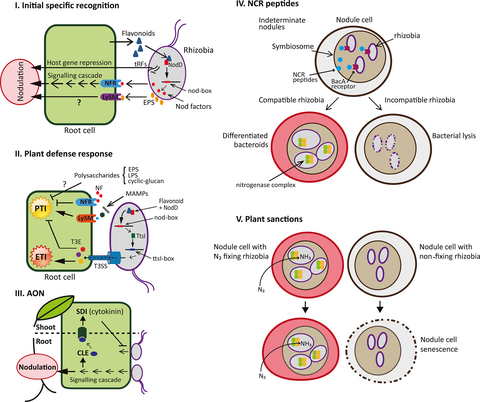 I. Initial specific recognition
Flavonoids
Rhizobia
tRFs
NodD
Host gene repression
Signalling cascade
NFR
Nodulation
?
LysM
EPS
nod-box
Nod factors
Root cell
II. Plant defense response
Polysaccharides
EPS
LPS
cyclic-glucan
?
NF
MAMPs
PTI
NFR
LysM
Flavonoid
+ NodD
nod-box
TtsI
T3E
ETI
T3SS
ttsI-box
Root cell
III. AON
SDI (cytokinin)
Shoot
Root
CLE
Nodulation
Signalling cascade
IV. NCR peptides
Indeterminate
nodules
Nodule cell
Symbiosome
rhizobia
NCR
peptides
BacA
receptor
Compatible rhizobia
Incompatible rhizobia
Differentiated
bacteroids
Bacterial lysis
nitrogenase complex
V. Plant sanctions
Nodule cell with
N₂ fixing rhizobia
NH₃
N₂
Nodule cell with
non-fixing rhizobia
NH₃
N₂
Nodule cell
senescence